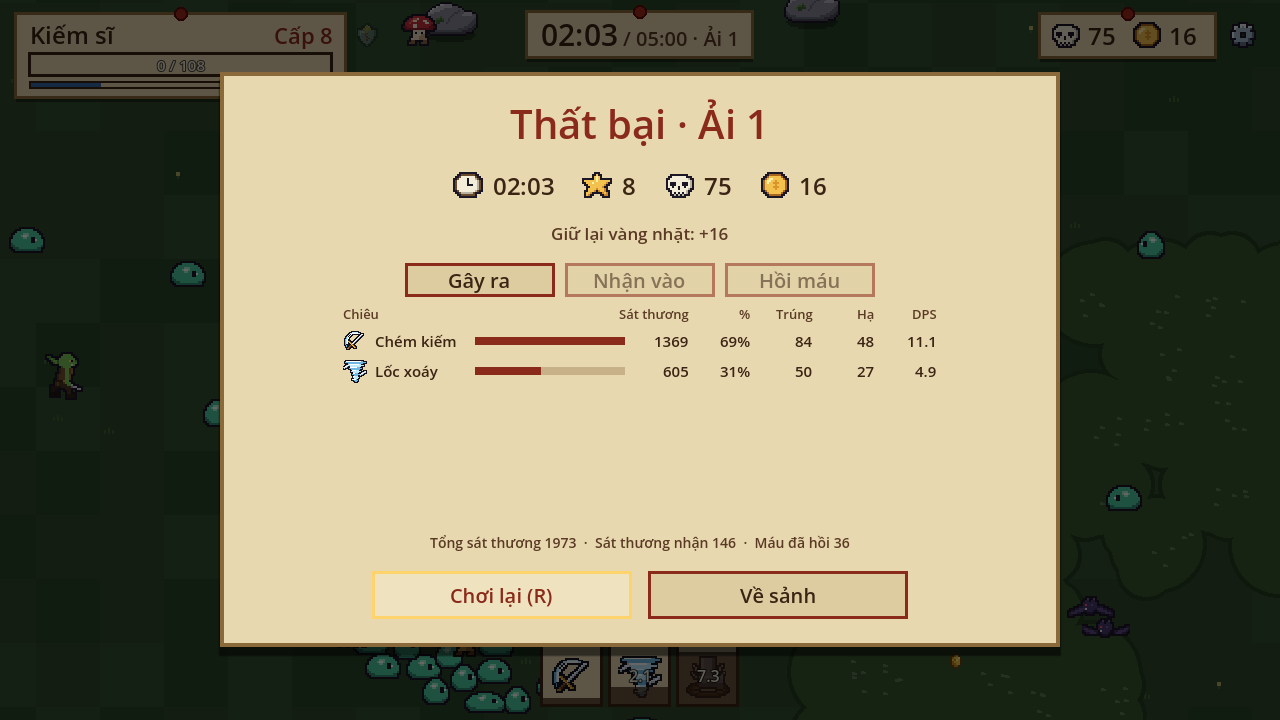 Kiếm sĩ Cấp 8
0 / 108
02:03 / 05:00 · Ải 1
75 16
Thất bại · Ải 1
02:03 8 75 16
Giữ lại vàng nhặt: +16
Gây ra Nhận vào Hồi máu
Chiêu Sát thương % Trúng Hạ DPS
Chém kiếm 1369 69% 84 48 11.1
Lốc xoáy 605 31% 50 27 4.9
Tổng sát thương 1973 · Sát thương nhận 146 · Máu đã hồi 36
Chơi lại (R) Về sảnh
7.3